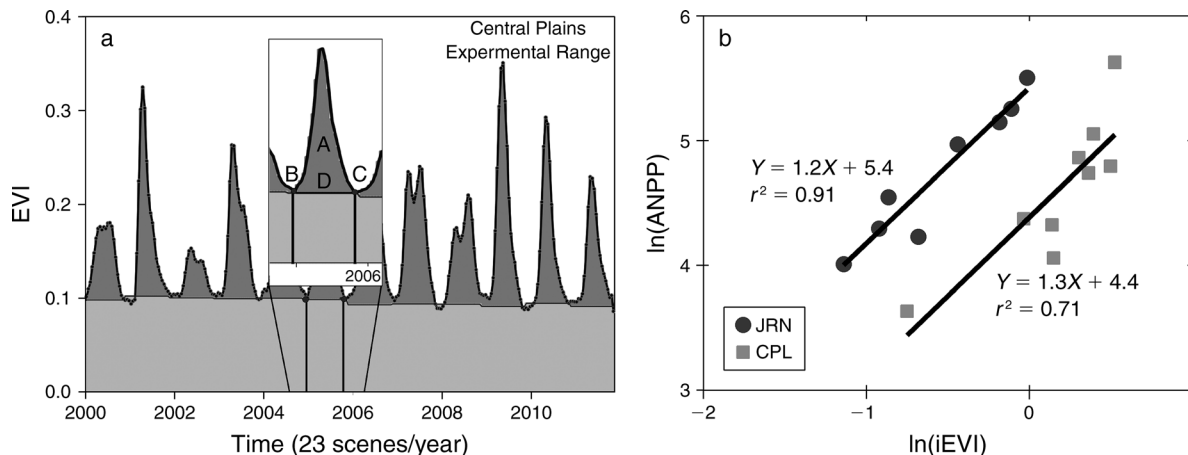 a
Central Plains
Expermental Range
EVI
0.4
0.3
0.2
0.1
0.0
B
A
D
C
2006
2000
2002
2004
2006
2008
2010
Time (23 scenes/year)
b
ln(ANPP)
6
5
4
3
Y = 1.2X + 5.4
r² = 0.91
Y = 1.3X + 4.4
r² = 0.71
JRN
CPL
−2
−1
0
ln(iEVI)